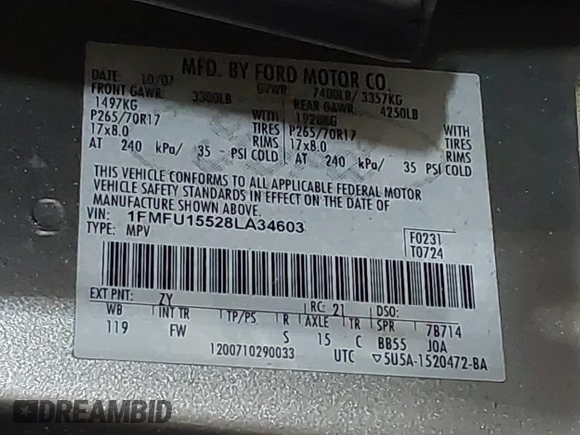 MFD. BY FORD MOTOR CO.
DATE: 10/07 GVWR: 7400LB/ 3357KG
FRONT GAWR: 3300LB REAR GAWR: 4250LB
1497KG WITH 1928KG WITH
P265/70R17 TIRES P265/70R17 TIRES
17x8.0 RIMS 17x8.0 RIMS
AT 240 kPa/ 35 PSI COLD AT 240 kPa/ 35 PSI COLD
THIS VEHICLE CONFORMS TO ALL APPLICABLE FEDERAL MOTOR
VEHICLE SAFETY STANDARDS IN EFFECT ON THE DATE OF
MANUFACTURE SHOWN ABOVE.
VIN: 1FMFU15528LA34603
TYPE: MPV
F0231
T0724
EXT PNT: ZY RC: 21 DSO:
WB INT TR TP/PS R AXLE TR SPR 7B714
119 FW S 15 C BB55 JOA
1200710290033 UTC 5U5A-1520472-BA
DREAMBID